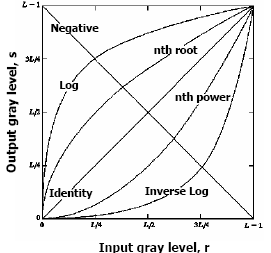 L – 1
Negative
nth root
3L/4
Log
nth power
L/2
L/4
Identity
Inverse Log
0
0
L/4
L/2
3L/4
L – 1
Output gray level, s
Input gray level, r